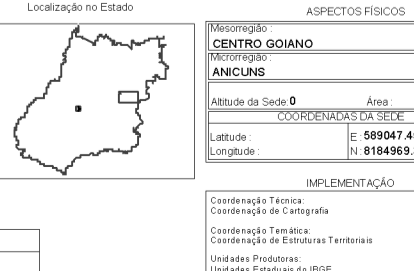 Localização no Estado
ASPECTOS FÍSICOS
Mesorregião :
CENTRO GOIANO
Microrregião :
ANICUNS
Altitude da Sede: 0 Área :
COORDENADAS DA SEDE
Latitude : E : 589047.4
Longitude : N : 8184969.
IMPLEMENTAÇÃO
Coordenação Técnica:
Coordenação de Cartografia
Coordenação Temática:
Coordenação de Estruturas Territoriais
Unidades Produtoras:
Unidades Estaduais do IBGE